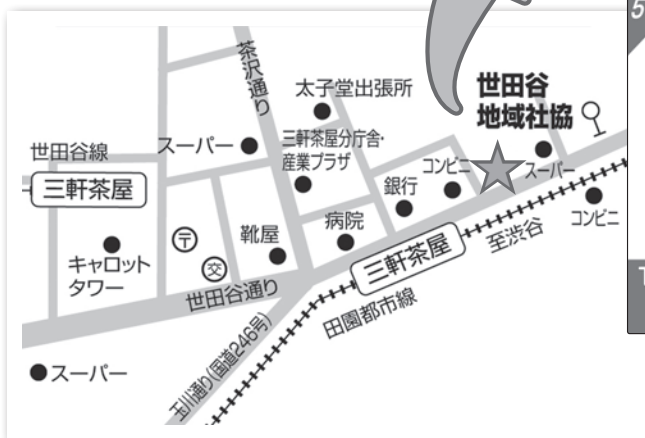 茶沢通り
太子堂出張所
世田谷
地域社協
世田谷線
スーパー
三軒茶屋分庁舎・
産業プラザ
コンビニ
スーパー
三軒茶屋
銀行
コンビニ
病院
靴屋
〒
交
キャロット
タワー
三軒茶屋
至渋谷
世田谷通り
田園都市線
玉川通り(国道246号)
スーパー
5
T